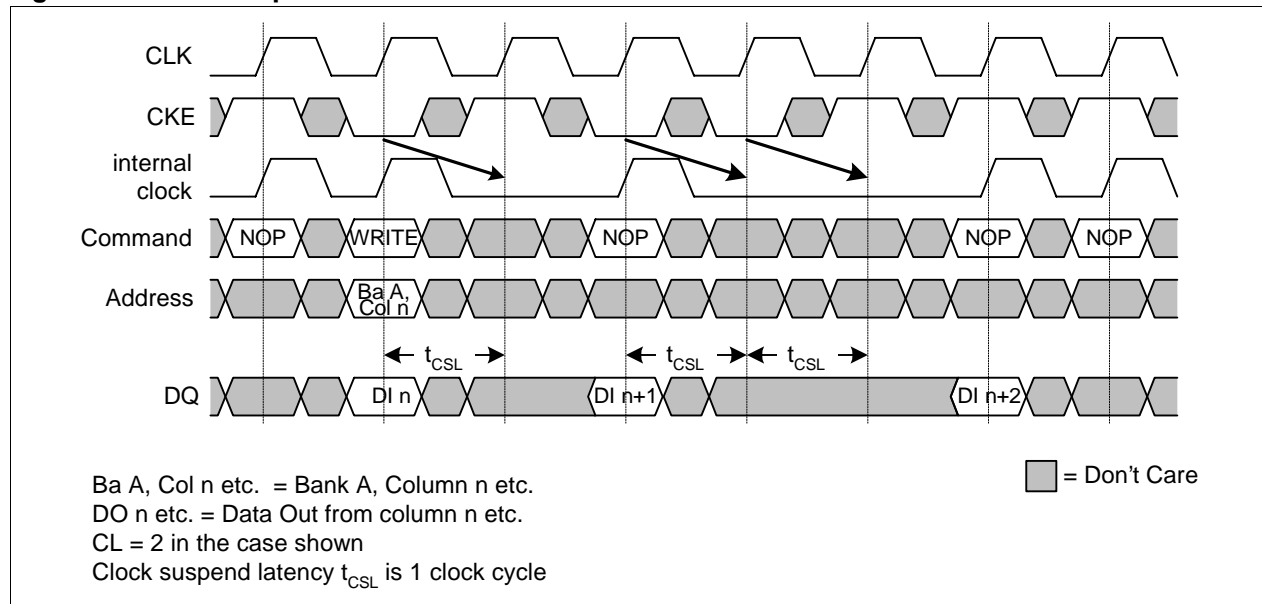 CLK
CKE
internal
clock
Command NOP WRITE NOP NOP NOP
Address Ba A,
Col n
tCSL tCSL tCSL
DQ DI n DI n+1 DI n+2
Ba A, Col n etc. = Bank A, Column n etc.
DO n etc. = Data Out from column n etc.
CL = 2 in the case shown
Clock suspend latency tCSL is 1 clock cycle
= Don't Care